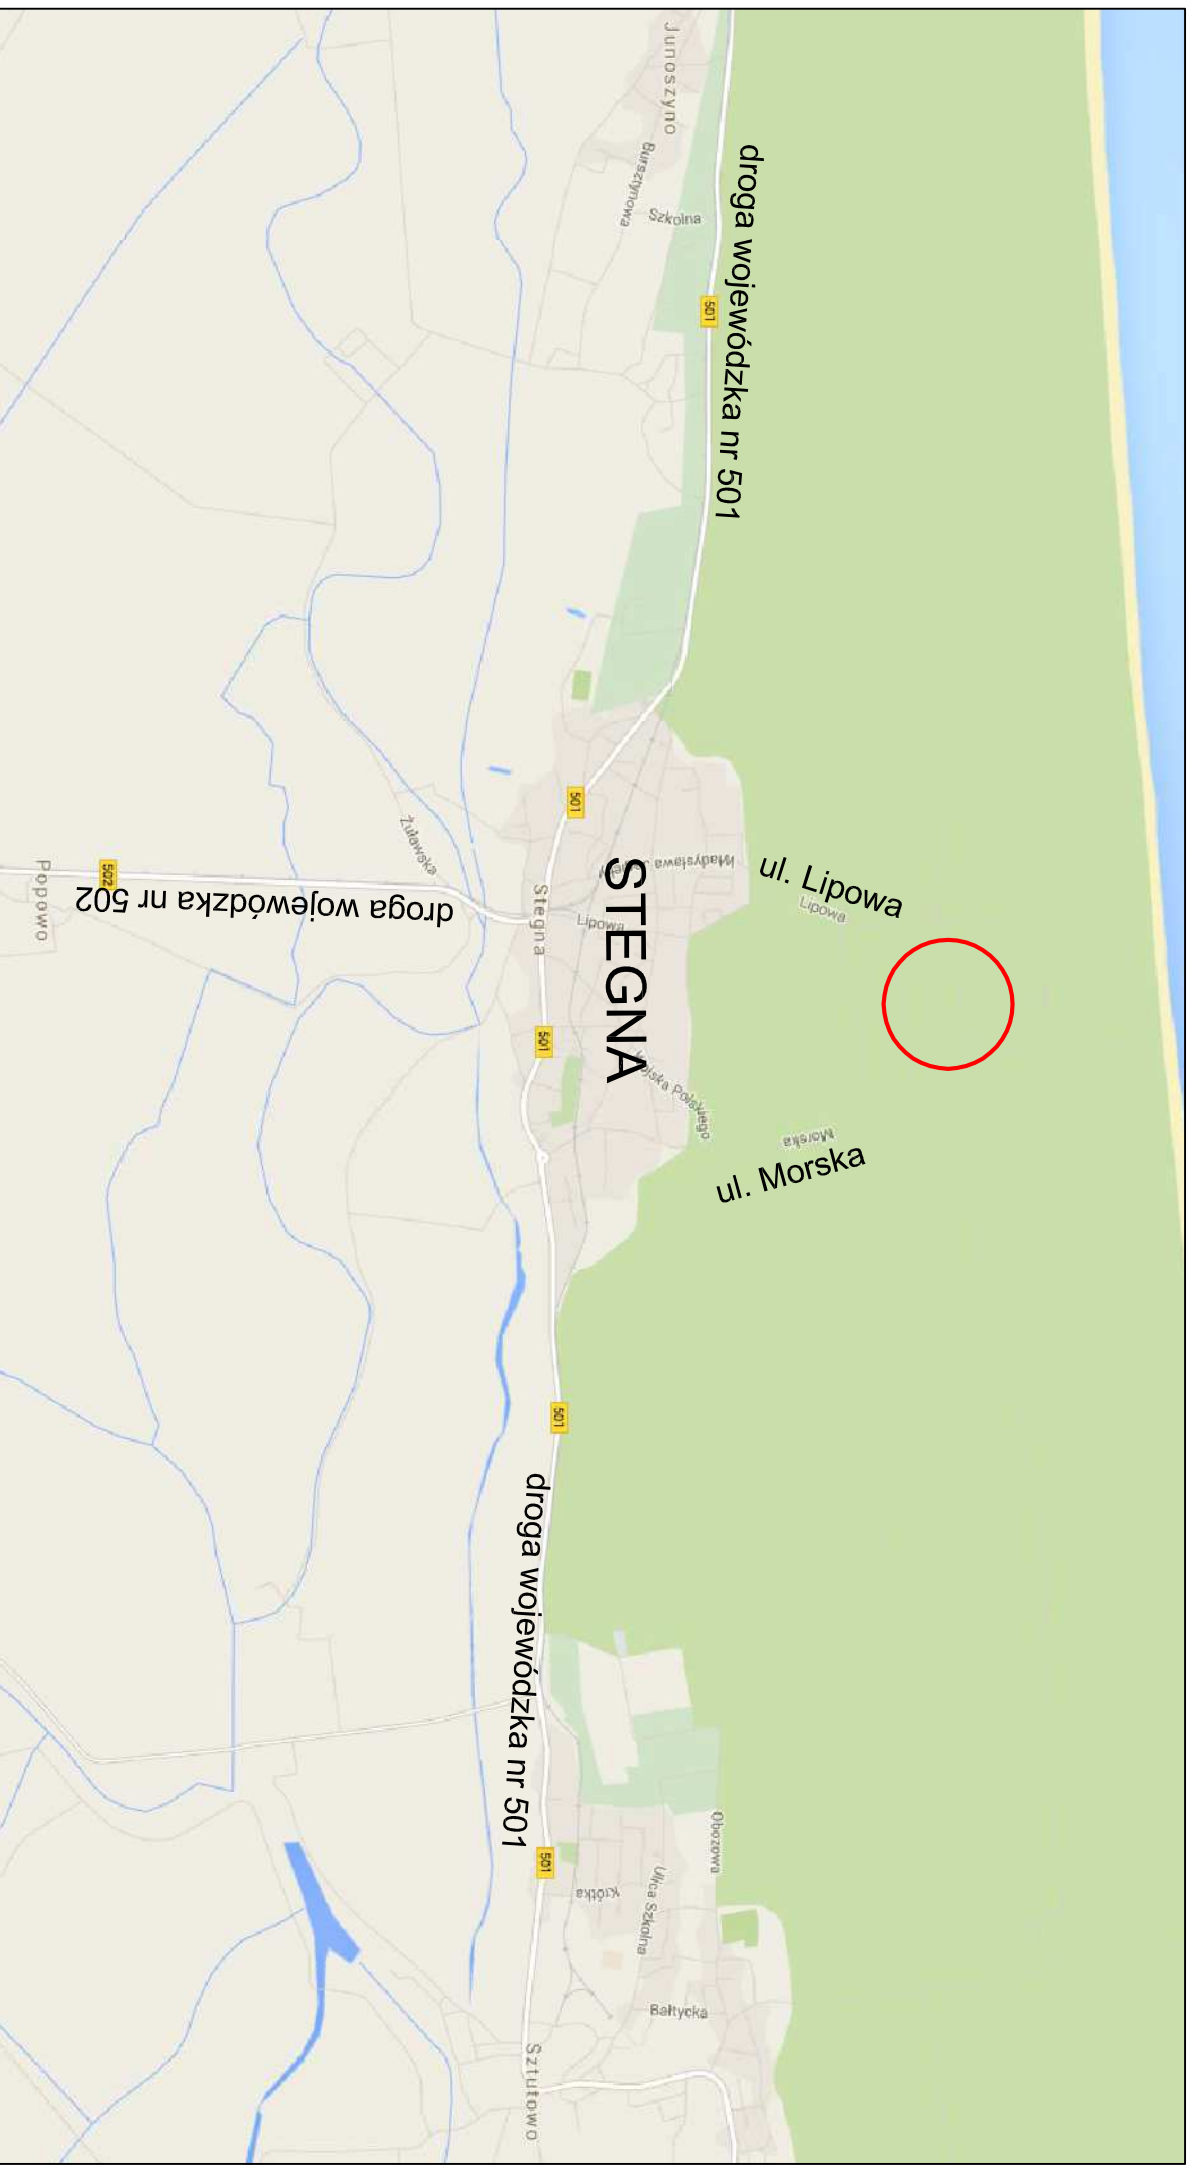 Junoszyno
Bursztynowa
Szkolna
droga wojewódzka nr 501
501
501
Władysława
STEGNA
Stegna
Lipowa
ul. Lipowa
Lipowa
Żuławska
droga wojewódzka nr 502
502
Popowo
501
Wojska Polskiego
Morska
ul. Morska
501
droga wojewódzka nr 501
501
Obozowa
Ulica Szkolna
Krótka
Bałtycka
Sztutowo